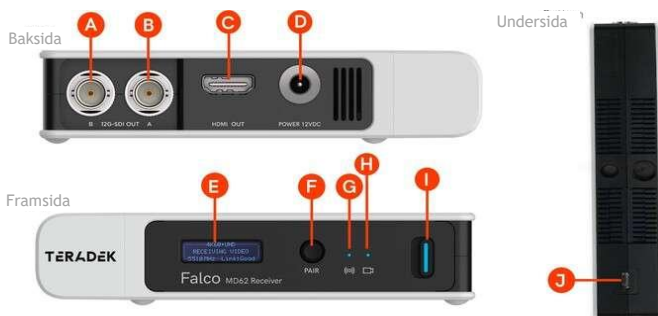 A
B
C
D
Baksida
Undersida
B 12G-SDI OUT A
HDMI OUT
POWER 12VDC
E
F
G
H
I
Framsida
RECEIVING VIDEO
TERADEK
Falco MD62 Receiver
PAIR
J